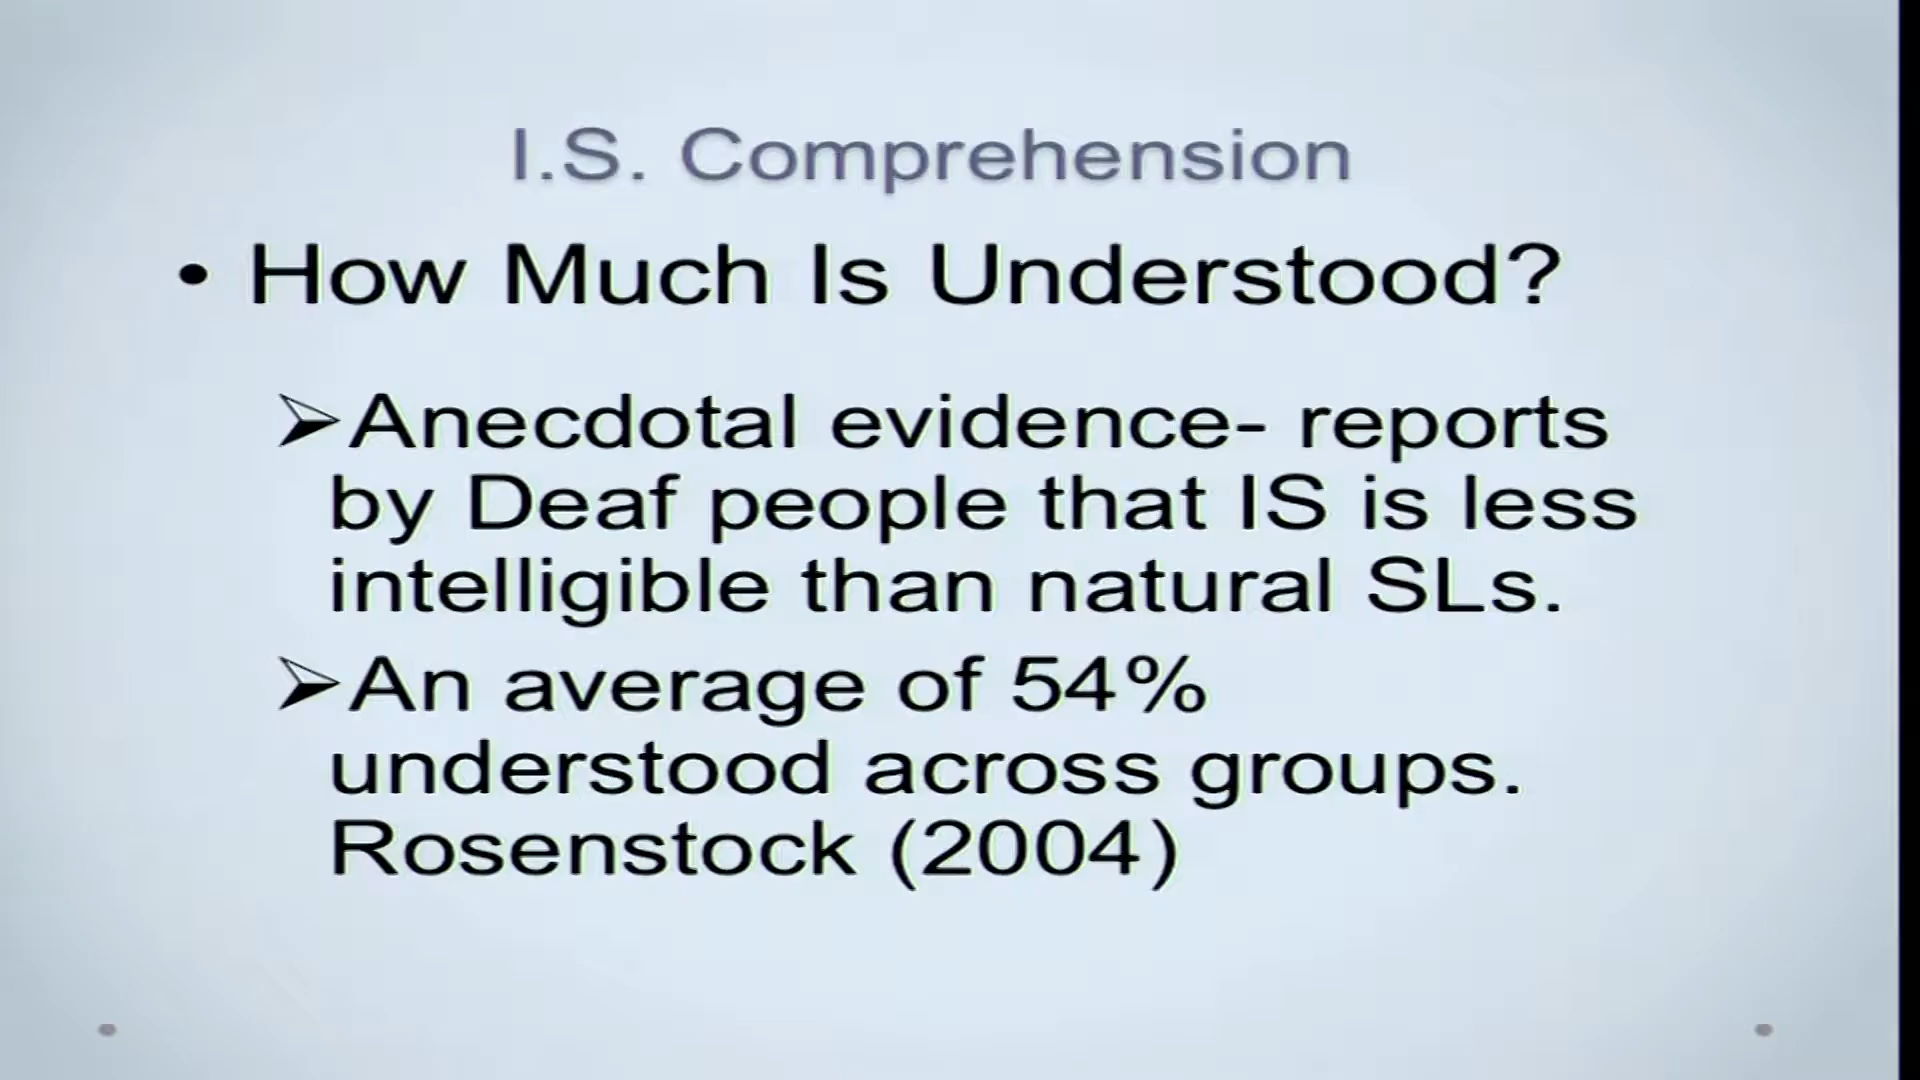 I.S. Comprehension
• How Much Is Understood?
➢Anecdotal evidence- reports
by Deaf people that IS is less
intelligible than natural SLs.
➢An average of 54%
understood across groups.
Rosenstock (2004)